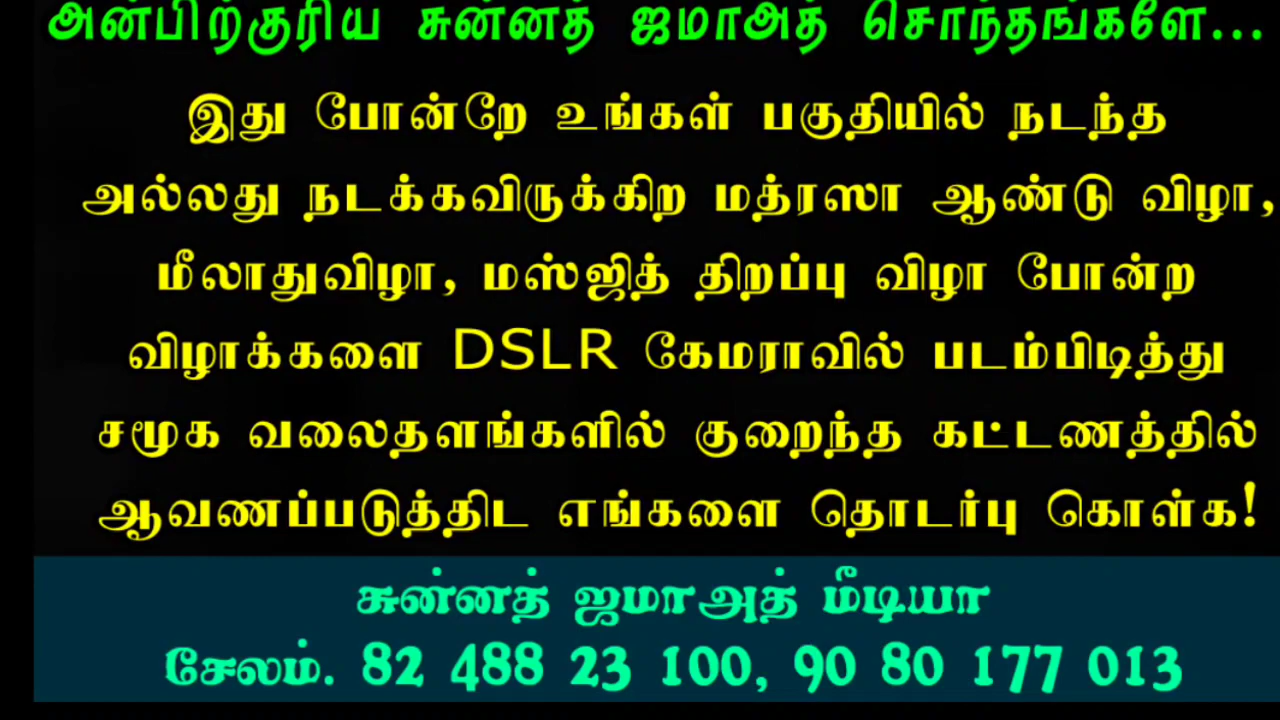 அன்பிற்குரிய சுன்னத் ஜமாஅத் சொந்தங்களே...
இது போன்றே உங்கள் பகுதியில் நடந்த
அல்லது நடக்கவிருக்கிற மத்ரஸா ஆண்டு விழா,
மீலாதுவிழா, மஸ்ஜித் திறப்பு விழா போன்ற
விழாக்களை DSLR கேமராவில் படம்பிடித்து
சமூக வலைதளங்களில் குறைந்த கட்டணத்தில்
ஆவணப்படுத்திட எங்களை தொடர்பு கொள்க!
சுன்னத் ஜமாஅத் மீடியா
சேலம். 82 488 23 100, 90 80 177 013